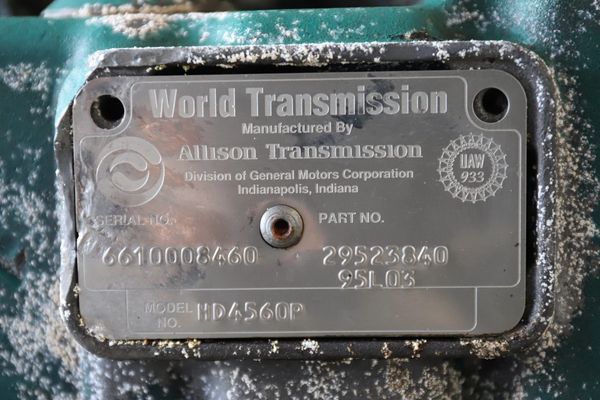 World Transmission
Manufactured By
Allison Transmission
Division of General Motors Corporation
Indianapolis, Indiana
UAW
933
SERIAL NO. PART NO.
6610008460 29523840
95L03
MODEL NO. HD4560P